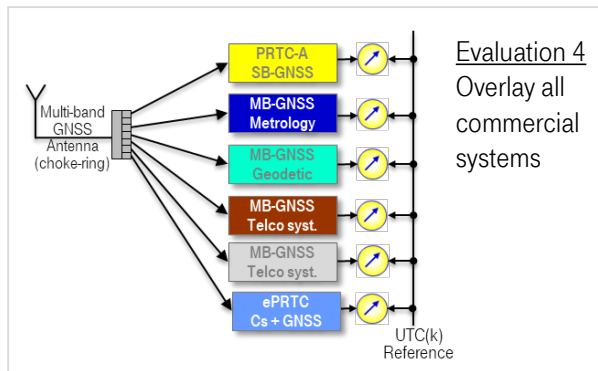 PRTC-A
SB-GNSS
MB-GNSS
Metrology
MB-GNSS
Geodetic
MB-GNSS
Telco syst.
MB-GNSS
Telco syst.
ePRTC
Cs + GNSS
Multi-band
GNSS
Antenna
(choke-ring)
UTC(k)
Reference
Evaluation 4
Overlay all
commercial
systems